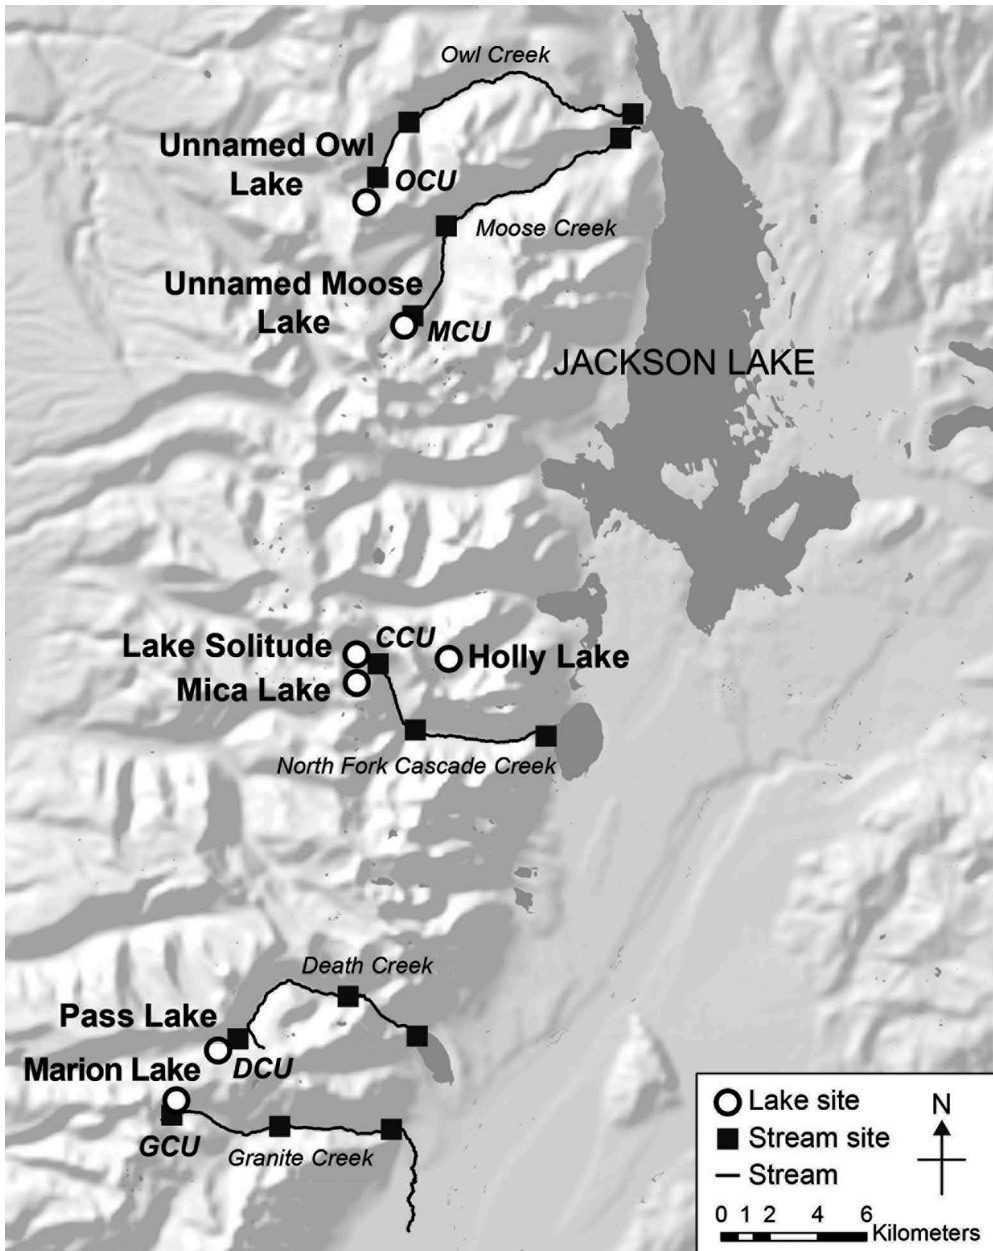 Owl Creek
Unnamed Owl
Lake
OCU
Moose Creek
Unnamed Moose
Lake
MCU
JACKSON LAKE
CCU
Lake Solitude
Holly Lake
Mica Lake
North Fork Cascade Creek
Death Creek
Pass Lake
DCU
Marion Lake
GCU
Granite Creek
Lake site
N
Stream site
Stream
0 1 2 4 6
Kilometers